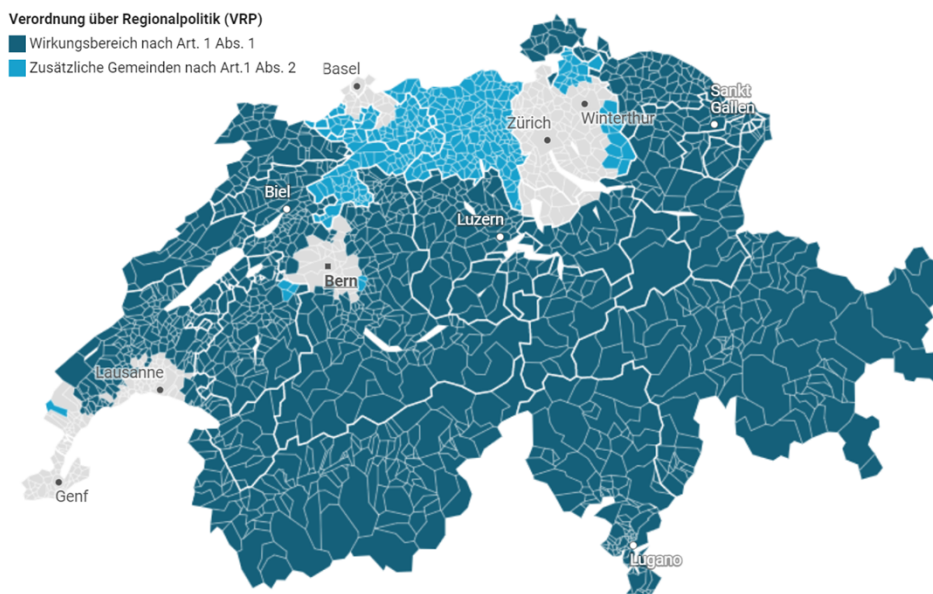 Verordnung über Regionalpolitik (VRP)
Wirkungsbereich nach Art. 1 Abs. 1
Zusätzliche Gemeinden nach Art.1 Abs. 2
Basel
Sankt
Gallen
Winterthur
Zürich
Biel
Luzern
Bern
Lausanne
Genf
Lugano